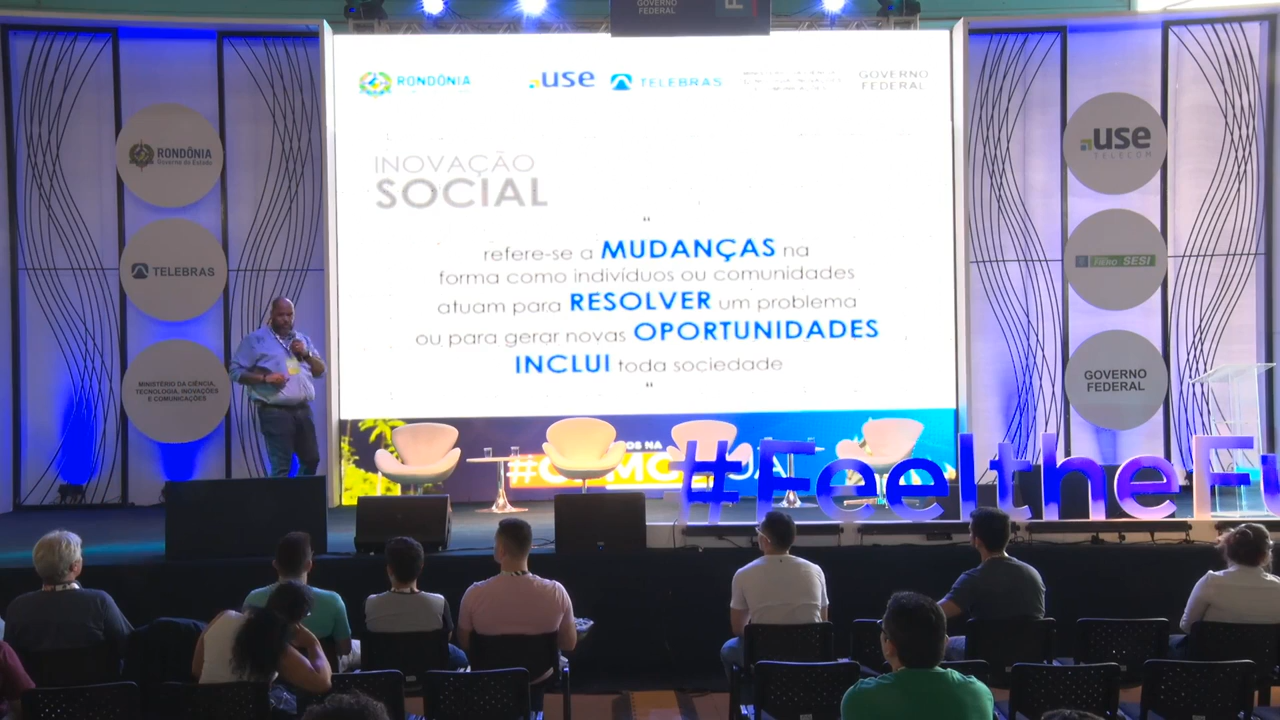 GOVERNO
FEDERAL
RONDÔNIA
.use
TELEBRAS
GOVERNO
FEDERAL
INOVAÇÃO
SOCIAL
“
refere-se a MUDANÇAS na
forma como indivíduos ou comunidades
atuam para RESOLVER um problema
ou para gerar novas OPORTUNIDADES
INCLUI toda sociedade
“
RONDÔNIA
Governo do Estado
TELEBRAS
MINISTÉRIO DA CIÊNCIA,
TECNOLOGIA, INOVAÇÕES
E COMUNICAÇÕES
.use
TELECOM
FIERO SESI
GOVERNO
FEDERAL
#FeeltheFu